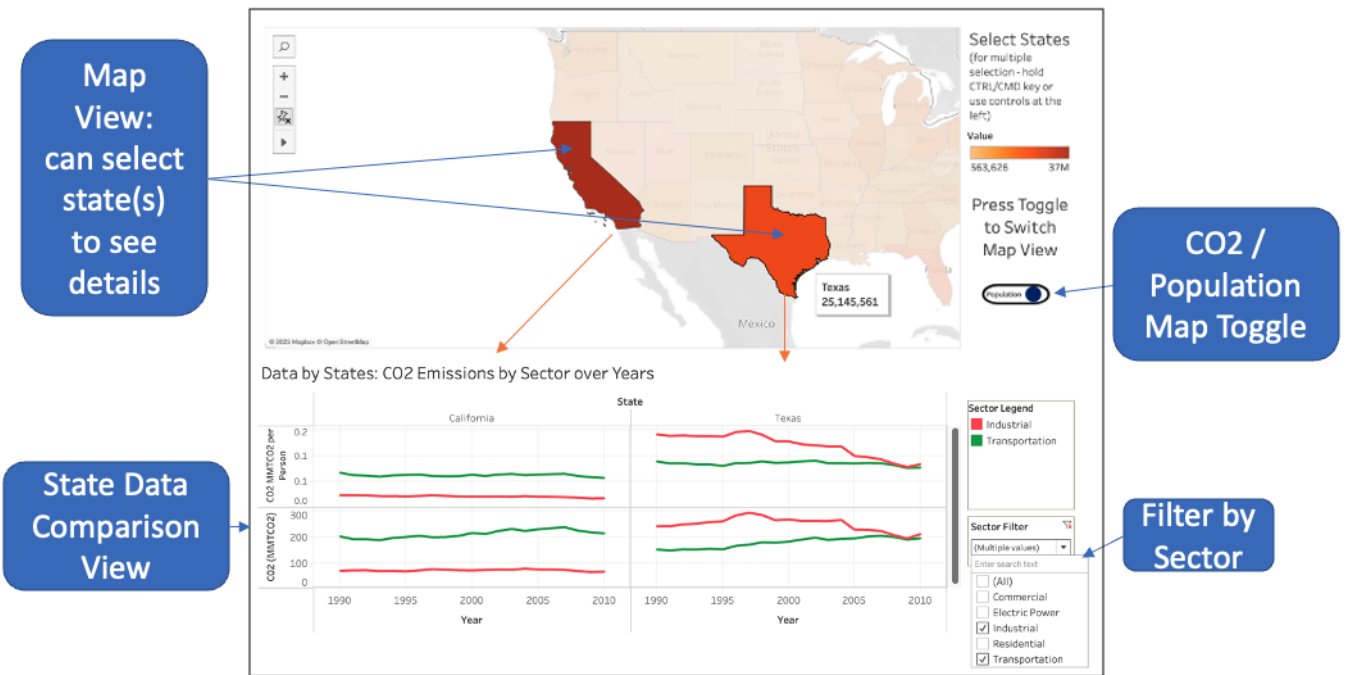 Map
View:
can select
state(s)
to see
details
State Data
Comparison
View
Select States
(for multiple
selection - hold
CTRL/CMD key or
use controls at the
left)
Value
563,626 37M
Press Toggle
to Switch
Map View
Population
CO2 /
Population
Map Toggle
United
States
Mexico
Florida
Texas
25,145,561
© 2023 Mapbox © OpenStreetMap
Data by States: CO2 Emissions by Sector over Years
State
California Texas
CO2 MMTCO2 per
Person
0.2
0.1
0.1
0.0
CO2 (MMTCO2)
300
200
100
0
1990 1995 2000 2005 2010 1990 1995 2000 2005 2010
Year Year
Sector Legend
Industrial
Transportation
Sector Filter
(Multiple values)
Enter search text
(All)
Commercial
Electric Power
Industrial
Residential
Transportation
Filter by
Sector